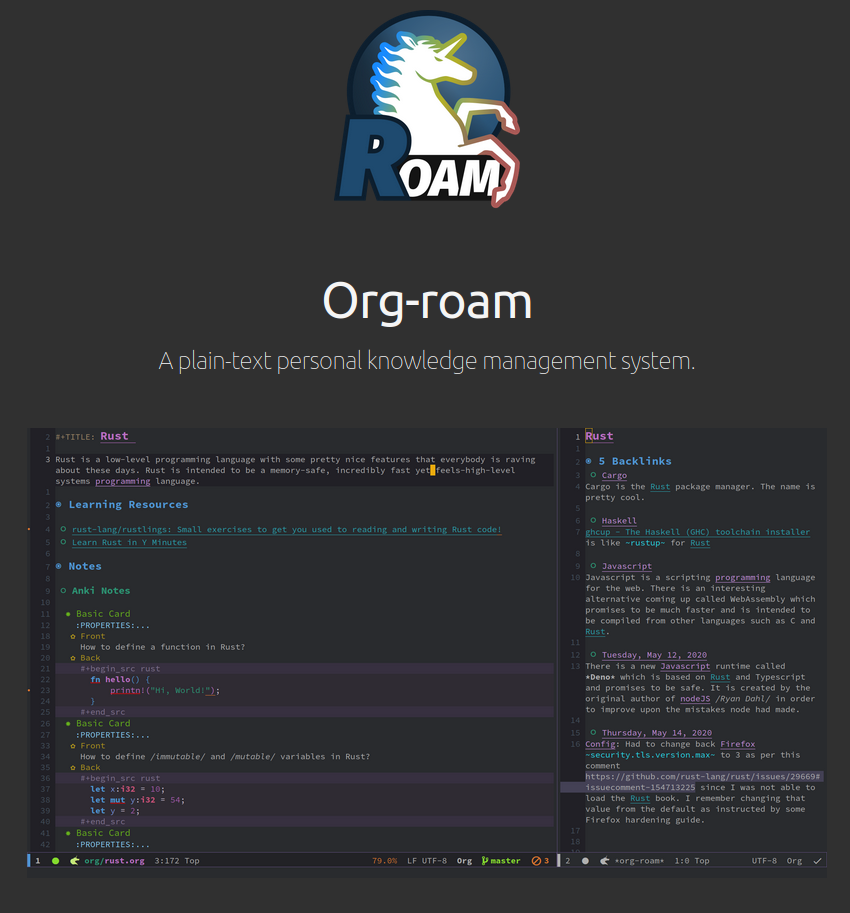 ROAM
Org-roam
A plain-text personal knowledge management system.
2 #+TITLE: Rust
1
3 Rust is a low-level programming language with some pretty nice features that everybody is raving
about these days. Rust is intended to be a memory-safe, incredibly fast yet feels-high-level
systems programming language.
1
2 Learning Resources
3
4 rust-lang/rustlings: Small exercises to get you used to reading and writing Rust code!
5 Learn Rust in Y Minutes
6
7 Notes
8
9 Anki Notes
10
11 Basic Card
12 :PROPERTIES:...
18 Front
19 How to define a function in Rust?
20 Back
21 #+begin_src rust
22 fn hello() {
23 println!("Hi, World!");
24 }
25 #+end_src
26 Basic Card
27 :PROPERTIES:...
33 Front
34 How to define /immutable/ and /mutable/ variables in Rust?
35 Back
36 #+begin_src rust
37 let x:i32 = 10;
38 let mut y:i32 = 54;
39 let y = 2;
40 #+end_src
41 Basic Card
42 :PROPERTIES:...
1 org/rust.org 3:172 Top 79.0% LF UTF-8 Org master 3
1 Rust
1
2 5 Backlinks
3 Cargo
4 Cargo is the Rust package manager. The name is
pretty cool.
5
6 Haskell
7 ghcup - The Haskell (GHC) toolchain installer
is like ~rustup~ for Rust
8
9 Javascript
10 Javascript is a scripting programming language
for the web. There is an interesting
alternative coming up called WebAssembly which
promises to be much faster and is intended to
be compiled from other languages such as C and
Rust.
11
12 Tuesday, May 12, 2020
13 There is a new Javascript runtime called
*Deno* which is based on Rust and Typescript
and promises to be safe. It is created by the
original author of nodeJS /Ryan Dahl/ in order
to improve upon the mistakes node had made.
14
15 Thursday, May 14, 2020
16 Config: Had to change back Firefox
~security.tls.version.max~ to 3 as per this
comment
https://github.com/rust-lang/rust/issues/29669#
issuecomment-154713225 since I was not able to
load the Rust book. I remember changing that
value from the default as instructed by some
Firefox hardening guide.
17
18
2 *org-roam* 1:0 Top UTF-8 Org